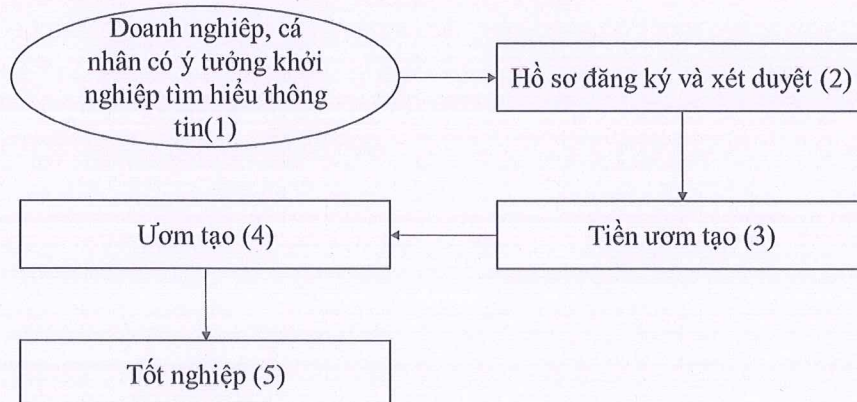 Doanh nghiêp, cá
nhân có ý tưởng khởi
nghiệp tìm hiểu thông
tin(1)
Hồ sơ đăng ký và xét duyệt (2)
Tiền ươm tạo (3)
Ươm tạo (4)
Tốt nghiệp (5)